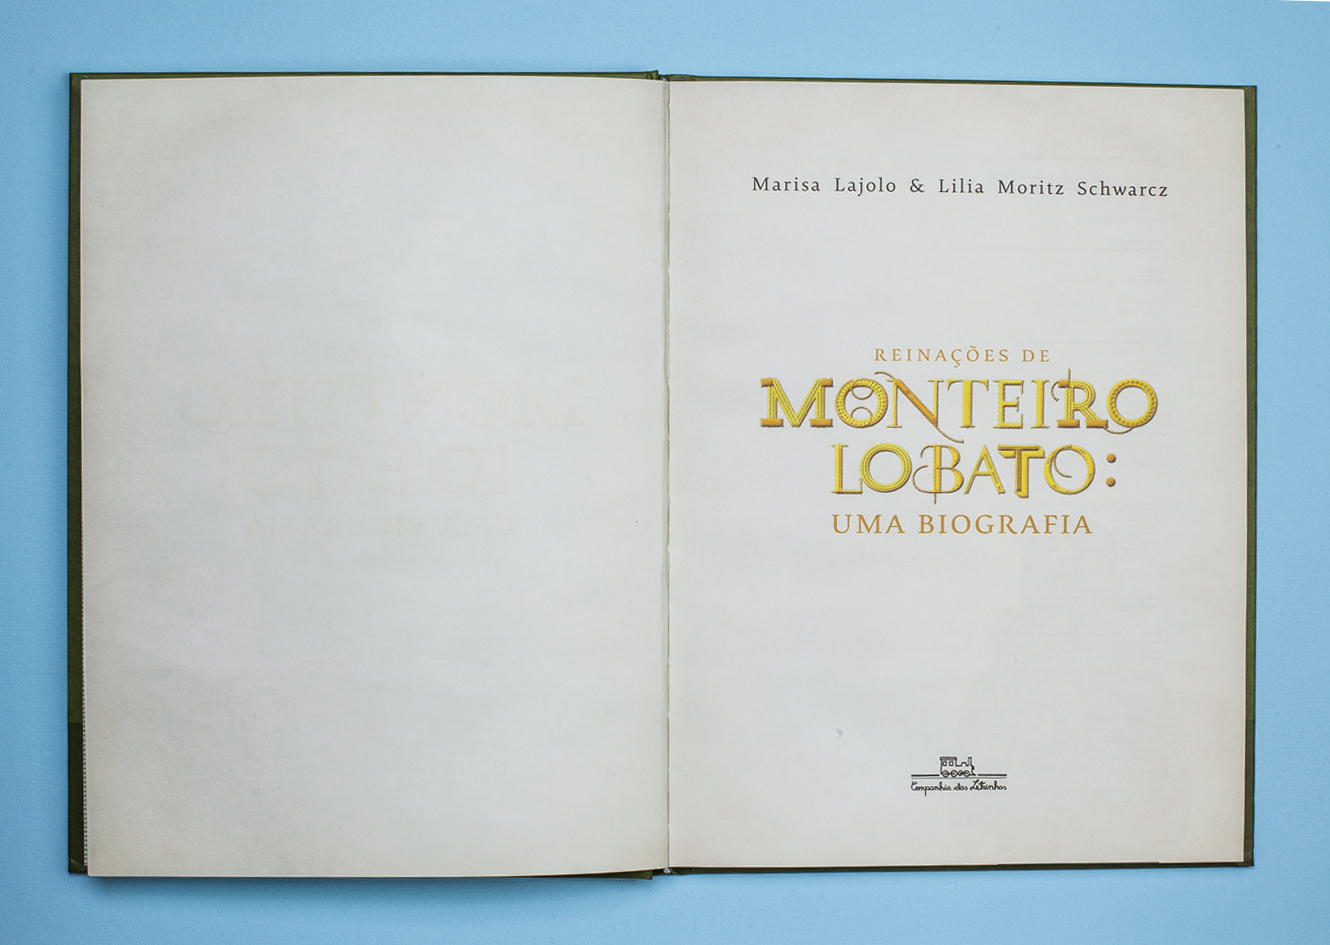 Marisa Lajolo & Lilia Moritz Schwarcz
REINAÇÕES DE
MONTEIRO
LOBATO:
UMA BIOGRAFIA
Companhia das Letrinhas